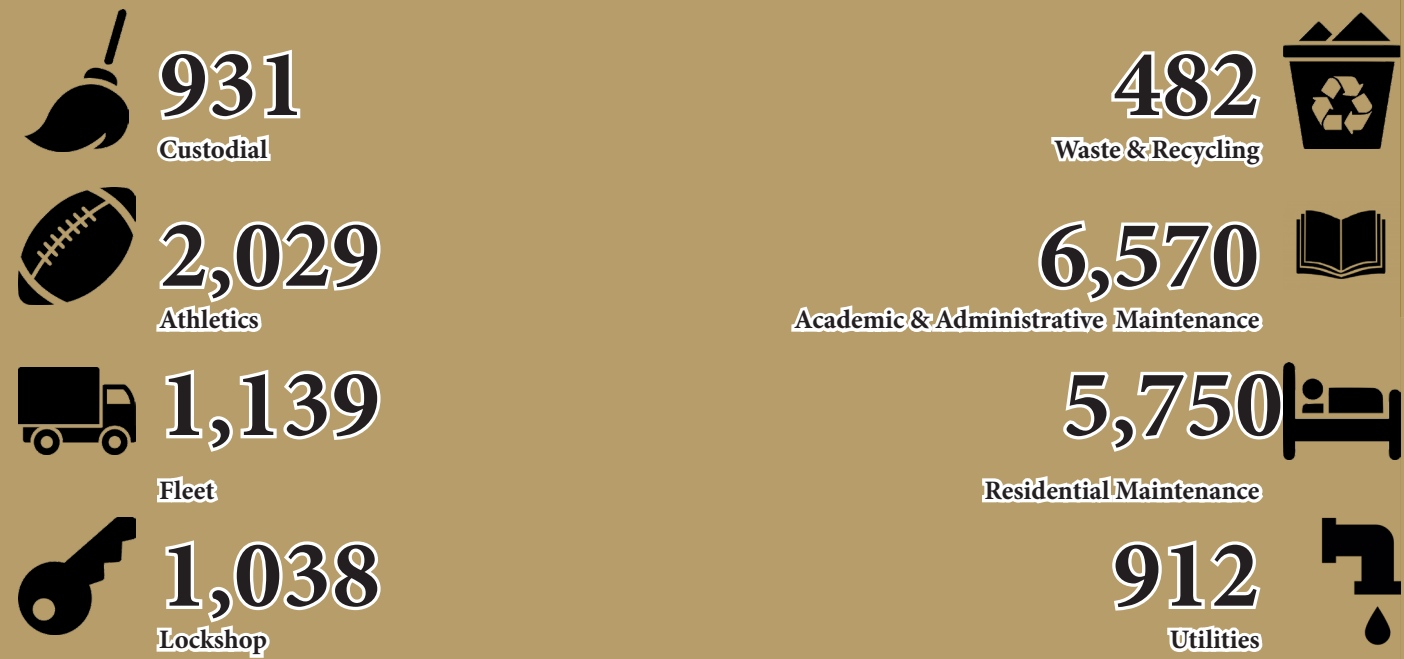 931
Custodial
482
Waste & Recycling
2,029
Athletics
6,570
Academic & Administrative Maintenance
1,139
Fleet
5,750
Residential Maintenance
1,038
Lockshop
912
Utilities